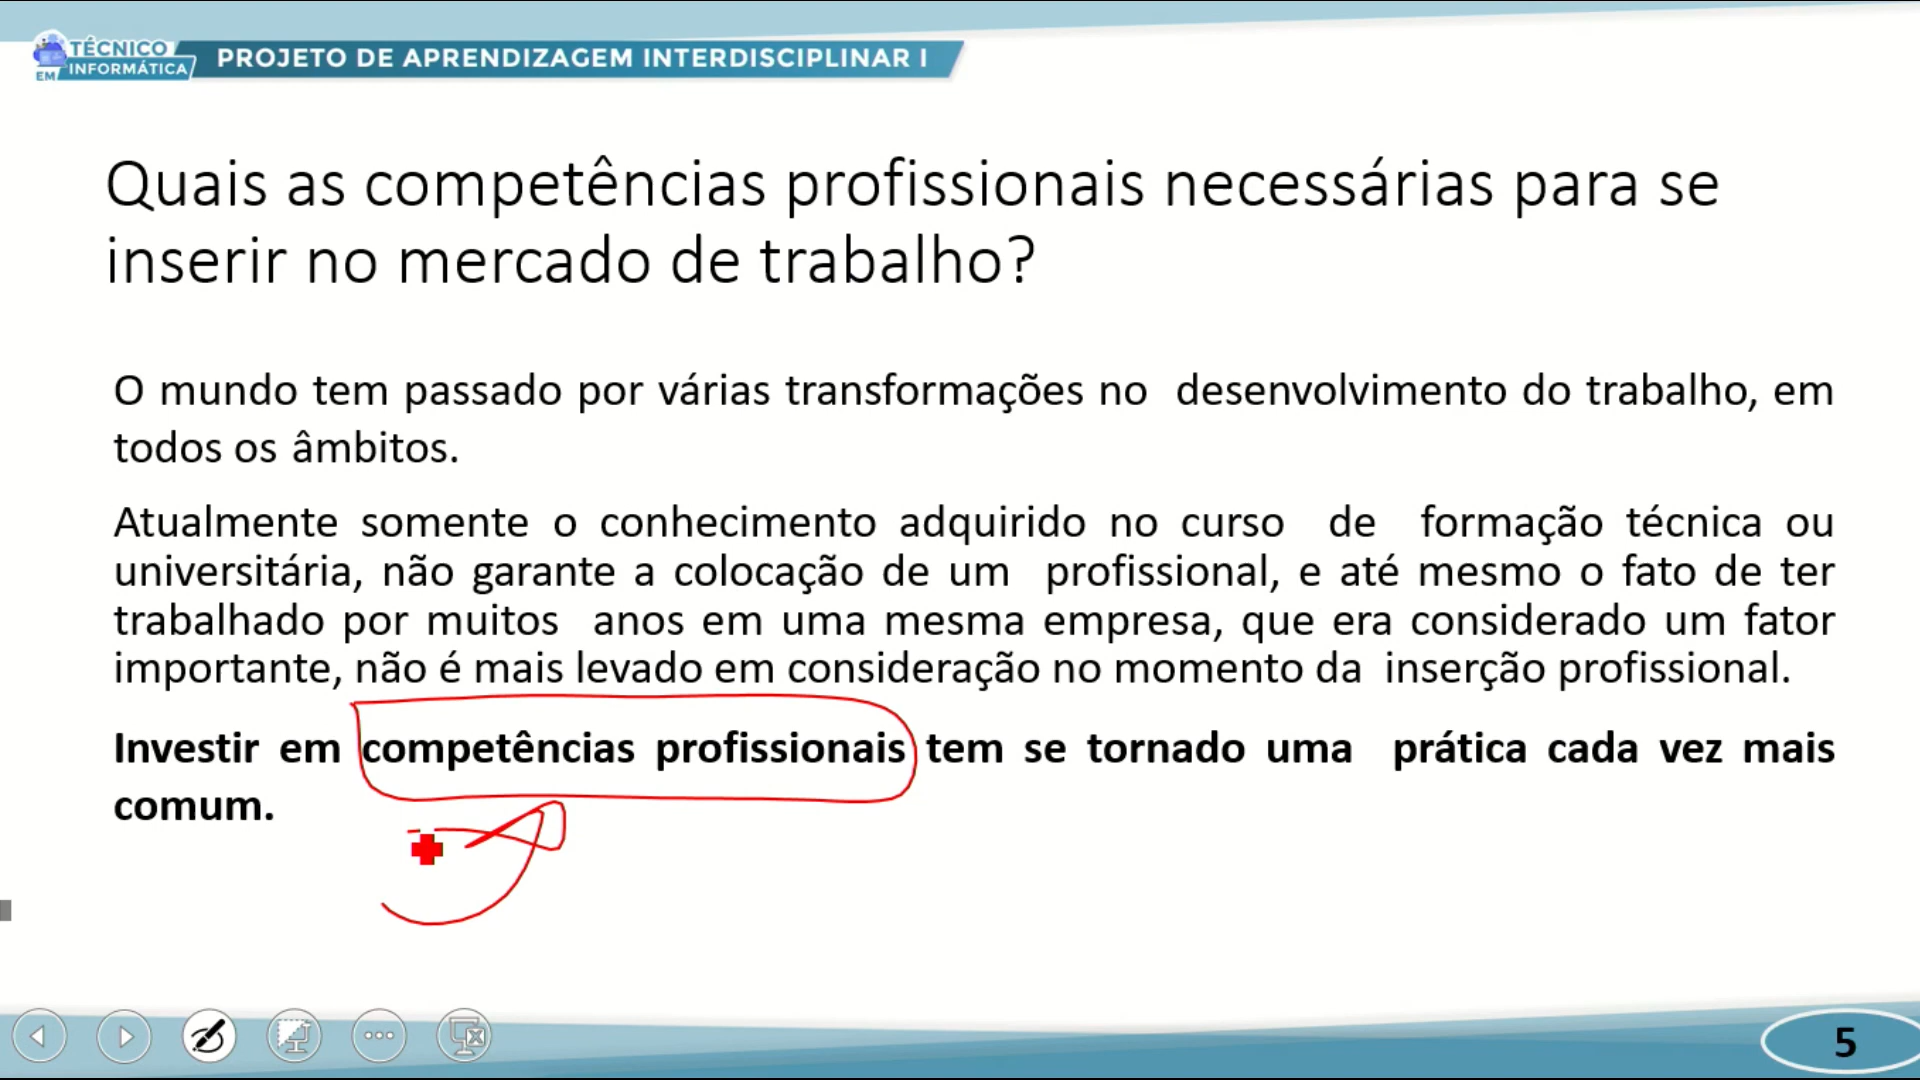 TÉCNICO
EM INFORMÁTICA
PROJETO DE APRENDIZAGEM INTERDISCIPLINAR I
Quais as competências profissionais necessárias para se
inserir no mercado de trabalho?
O mundo tem passado por várias transformações no desenvolvimento do trabalho, em
todos os âmbitos.
Atualmente somente o conhecimento adquirido no curso de formação técnica ou
universitária, não garante a colocação de um profissional, e até mesmo o fato de ter
trabalhado por muitos anos em uma mesma empresa, que era considerado um fator
importante, não é mais levado em consideração no momento da inserção profissional.
Investir em competências profissionais tem se tornado uma prática cada vez mais
comum.
5